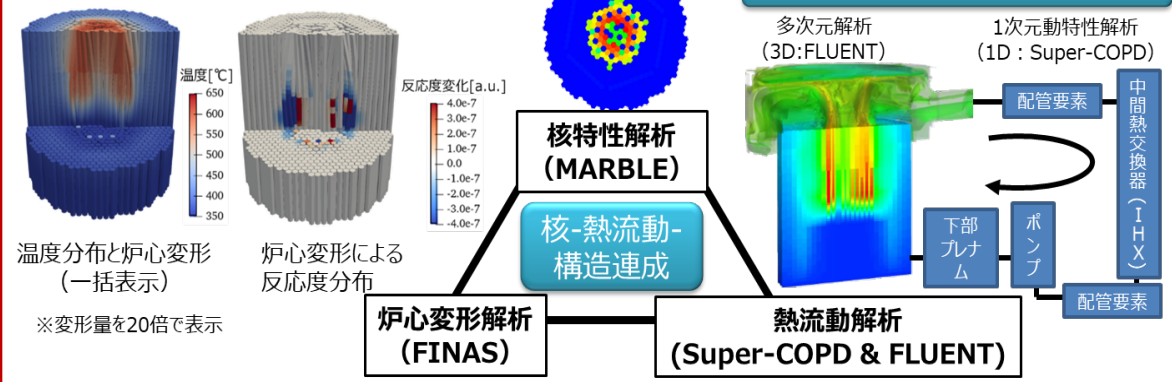 温度[℃]
650
600
550
500
450
400
350
温度分布と炉心変形
(一括表示)
※変形量を20倍で表示
反応度変化[a.u.]
4.0e-7
3.0e-7
2.0e-7
1.0e-7
0.0
-1.0e-7
-2.0e-7
-3.0e-7
-4.0e-7
炉心変形による
反応度分布
核特性解析
(MARBLE)
核-熱流動-
構造連成
炉心変形解析
(FINAS)
熱流動解析
(Super-COPD & FLUENT)
多次元解析
(3D:FLUENT)
1次元動特性解析
(1D：Super-COPD)
配管要素
中間熱交換器(IHX)
下部
プレナ
ム
ポンプ
配管要素